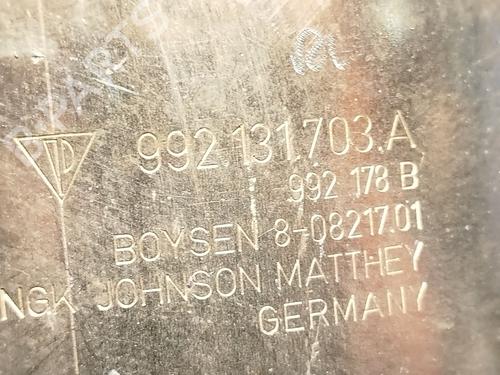 992.131.703.A
992 178 B
BOYSEN 8-08217.01
NGK JOHNSON MATTHEY
GERMANY